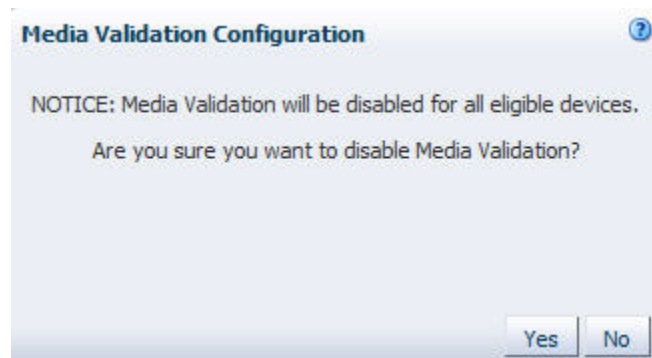 Media Validation Configuration
?
NOTICE: Media Validation will be disabled for all eligible devices.
Are you sure you want to disable Media Validation?
Yes No